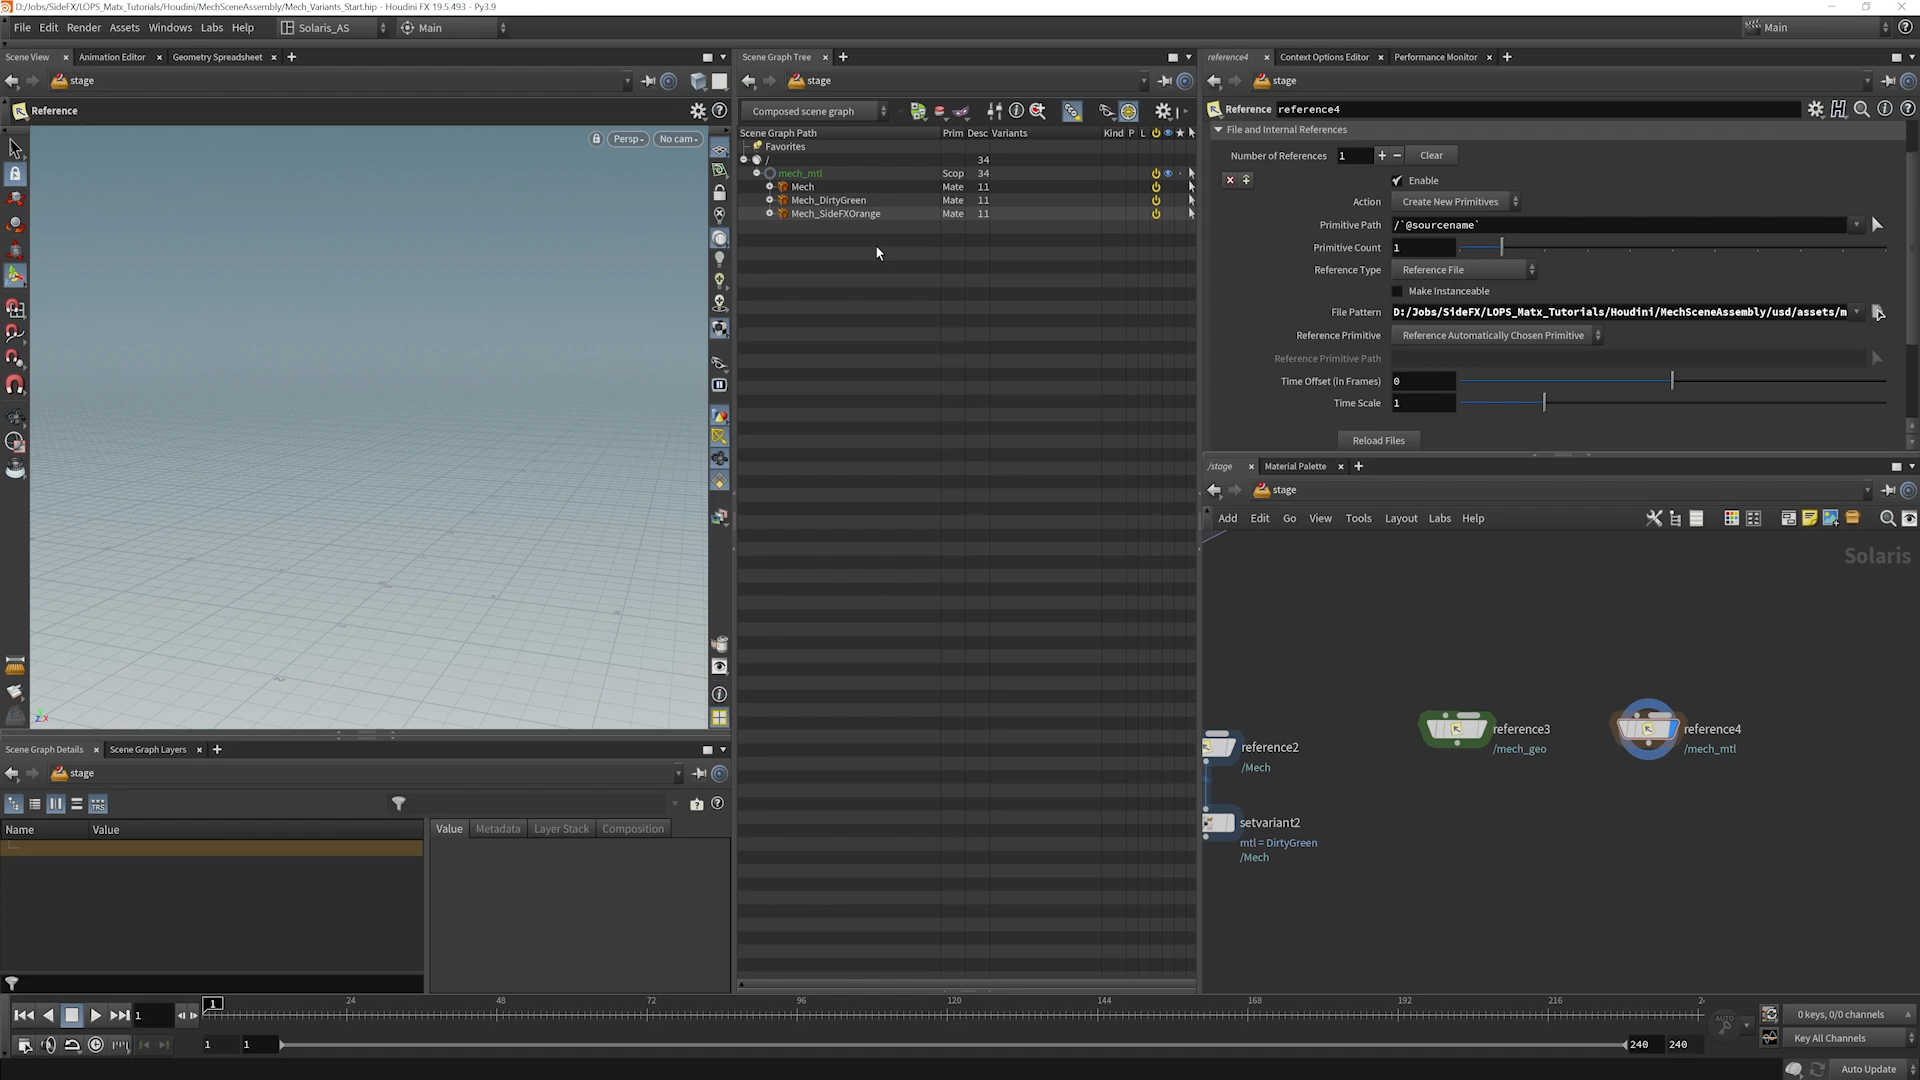 D:/Jobs/SideFX/LOPS_Matx_Tutorials/Houdini/MechSceneAssembly/Mech_Variants_Start.hip - Houdini FX 19.5.493 - Py3.9
File Edit Render Assets Windows Labs Help Solaris_AS Main Main
Scene View Animation Editor Geometry Spreadsheet
stage
Reference
Persp No cam
Scene Graph Tree
stage
Composed scene graph
Scene Graph Path Prim Desc Variants Kind P L
Favorites
/ 34
mech_mtl Scop 34
Mech Mate 11
Mech_DirtyGreen Mate 11
Mech_SideFXOrange Mate 11
reference4 Context Options Editor Performance Monitor
stage
Reference reference4
File and Internal References
Number of References 1 Clear
Enable
Action Create New Primitives
Primitive Path /`@sourcename`
Primitive Count 1
Reference Type Reference File
Make Instanceable
File Pattern D:/Jobs/SideFX/LOPS_Matx_Tutorials/Houdini/MechSceneAssembly/usd/assets/m
Reference Primitive Reference Automatically Chosen Primitive
Reference Primitive Path
Time Offset (in Frames) 0
Time Scale 1
Reload Files
/stage Material Palette
stage
Add Edit Go View Tools Layout Labs Help
Solaris
reference2
/Mech
setvariant2
mtl = DirtyGreen
/Mech
reference3
/mech_geo
reference4
/mech_mtl
Scene Graph Details Scene Graph Layers
stage
Name Value
Value Metadata Layer Stack Composition
1 1 24 48 72 96 120 144 168 192 216 2
0 keys, 0/0 channels
1 1 240 240
Key All Channels
Auto Update